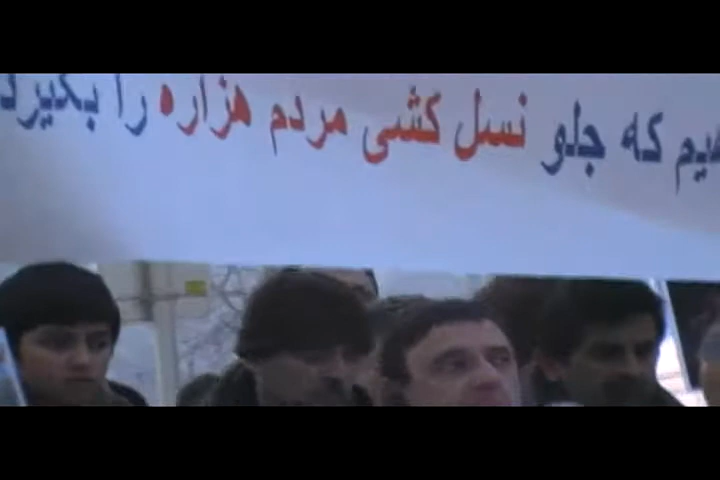 که جلو نسل کشی مردم هزاره را بگیرد